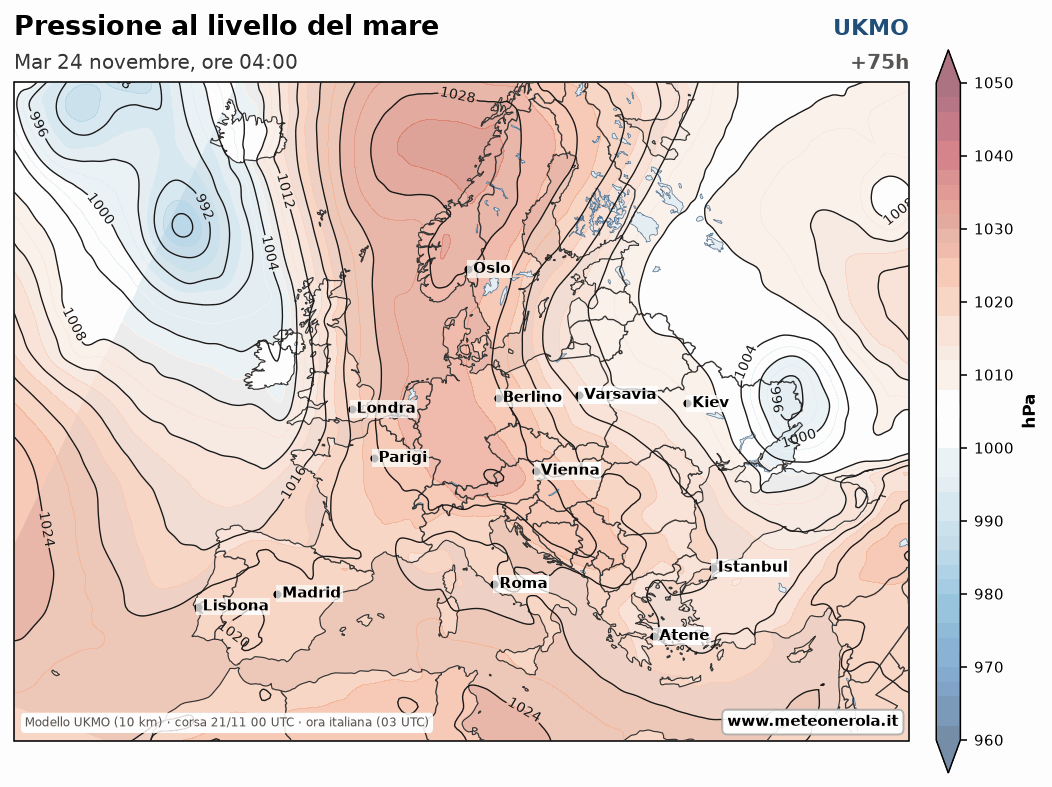 Pressione al livello del mare
UKMO
Mar 24 novembre, ore 04:00
+75h
1028
996
1000
992
1012
1004
1008
1008
Oslo
1004
996
1000
Berlino
Varsavia
Kiev
Londra
Parigi
Vienna
1016
1024
Istanbul
Roma
Madrid
Lisbona
1020
Atene
1024
Modello UKMO (10 km) · corsa 21/11 00 UTC · ora italiana (03 UTC)
www.meteonerola.it
1050
1040
1030
1020
1010
1000
990
980
970
960
hPa